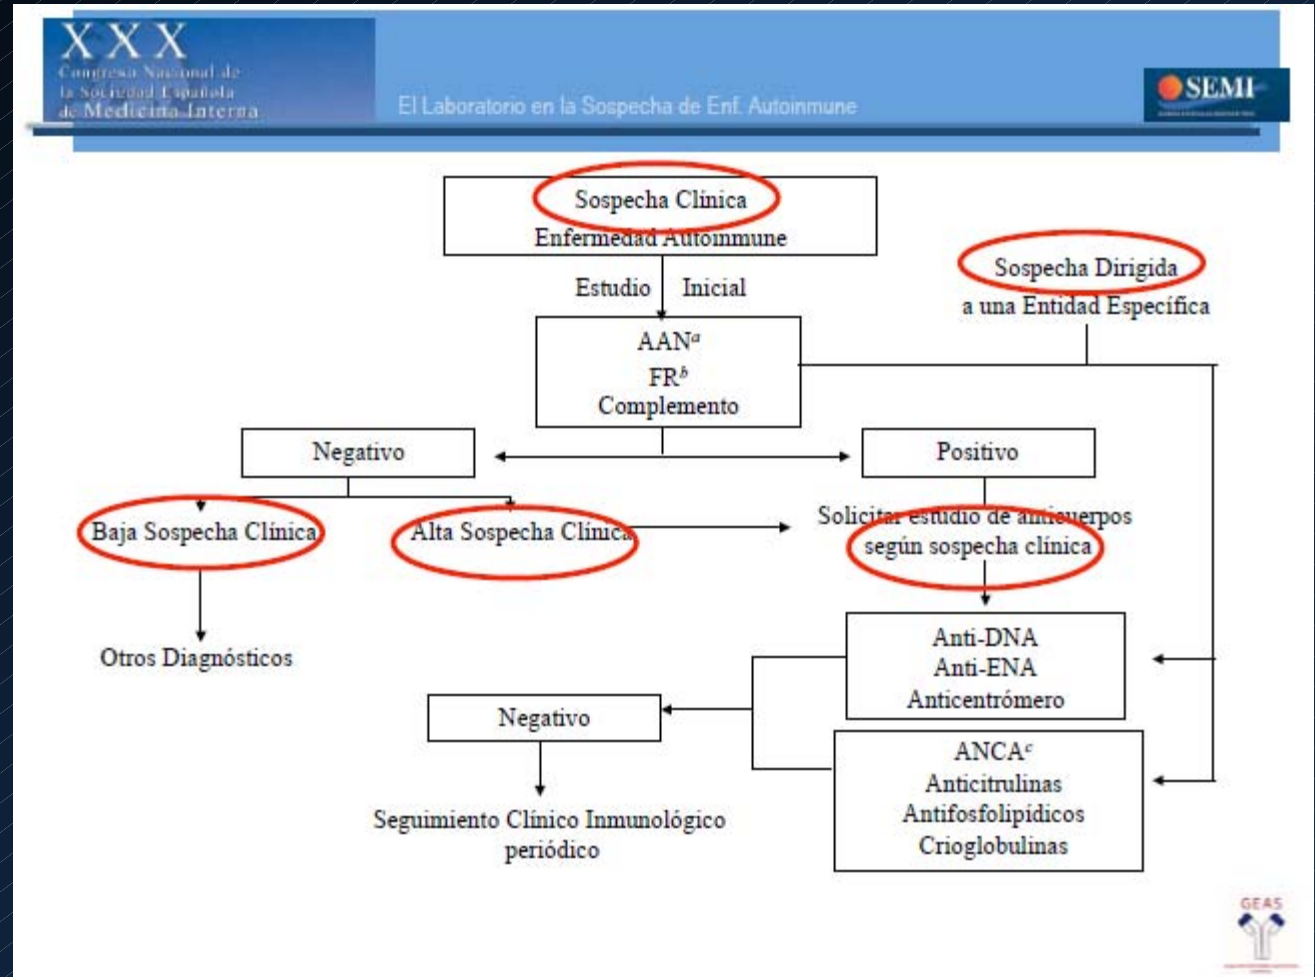 XXX
Congreso Nacional de
la Sociedad Española
de Medicina Interna
El Laboratorio en la Sospecha de Enf. Autoinmune
SEMI
Sospecha Clínica
Enfermedad Autoinmune
Sospecha Dirigida
a una Entidad Específica
Estudio Inicial
AANᵃ
FRᵇ
Complemento
Negativo
Positivo
Baja Sospecha Clínica
Alta Sospecha Clínica
Solicitar estudio de anticuerpos
según sospecha clínica
Otros Diagnósticos
Anti-DNA
Anti-ENA
Anticentrómero
Negativo
ANCAᶜ
Anticitrulinas
Antifosfolipídicos
Crioglobulinas
Seguimiento Clínico Inmunológico
periódico
GEAS